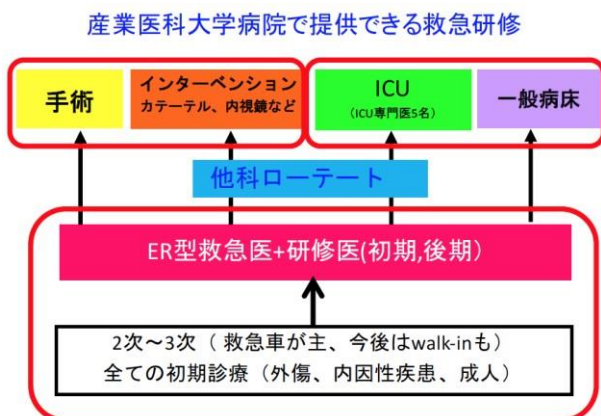 産業医科大学病院で提供できる救急研修
手術
インターベンション
カテーテル、内視鏡など
ICU
(ICU専門医5名)
一般病床
他科ローテート
ER型救急医+研修医(初期,後期)
2次～3次（ 救急車が主、今後はwalk-inも）
全ての初期診療（外傷、内因性疾患、成人）